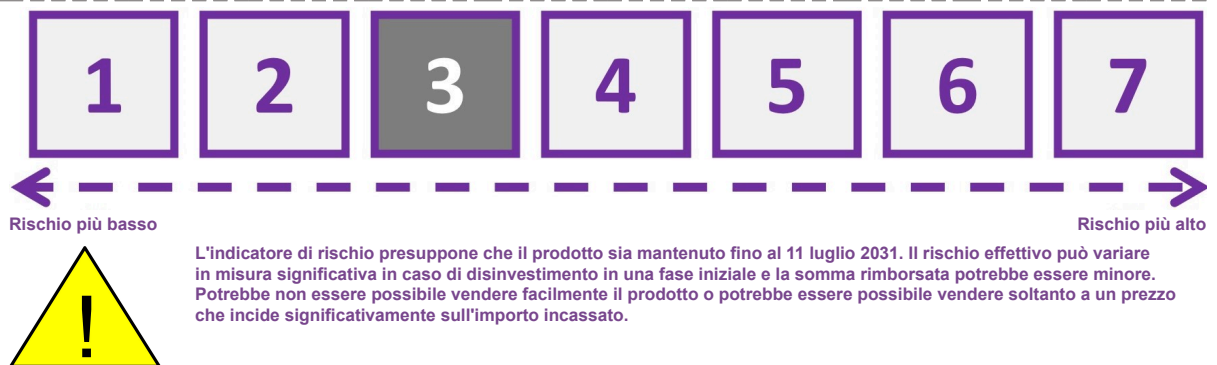 1 2 3 4 5 6 7
Rischio più basso Rischio più alto
L'indicatore di rischio presuppone che il prodotto sia mantenuto fino al 11 luglio 2031. Il rischio effettivo può variare
in misura significativa in caso di disinvestimento in una fase iniziale e la somma rimborsata potrebbe essere minore.
Potrebbe non essere possibile vendere facilmente il prodotto o potrebbe essere possibile vendere soltanto a un prezzo
che incide significativamente sull'importo incassato.
!